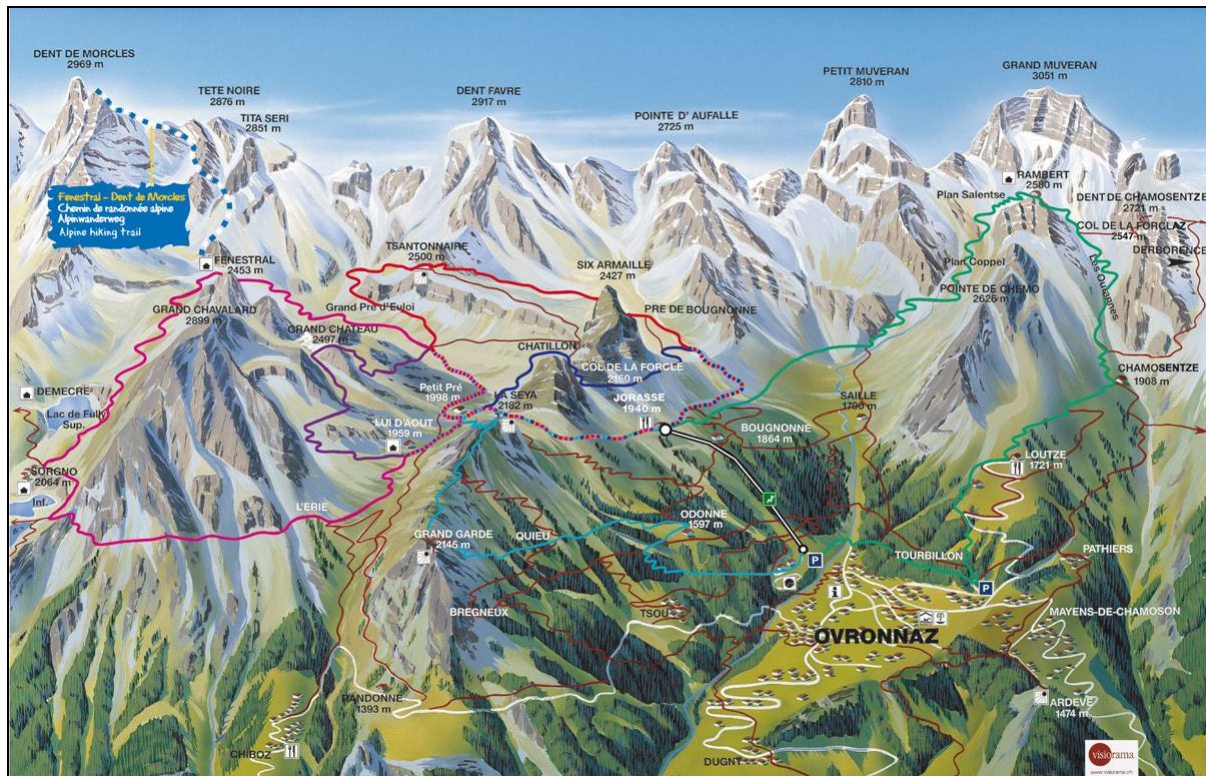 DENT DE MORCLES
2969 m
TETE NOIRE
2876 m
TITA SERI
2851 m
DENT FAVRE
2917 m
POINTE D' AUFALLE
2725 m
PETIT MUVERAN
2810 m
GRAND MUVERAN
3051 m
Fenestral - Dent de Morcles
Chemin de randonnée alpine
Alpinwanderweg
Alpine hiking trail
RAMBERT
2580 m
Plan Salentse
DENT DE CHAMOSENTZE
2721 m
COL DE LA FORCLAZ
2547 m
DERBORENCE
FENESTRAL
2453 m
TSANTONNAIRE
2500 m
SIX ARMAILLE
2427 m
Plan Coppel
POINTE DE CHEMO
2626 m
Grand Pré d'Euloi
PRE DE BOUGNONNE
GRAND CHAVALARD
2899 m
GRAND CHATEAU
2497 m
CHATILLON
COL DE LA FORCLE
2160 m
CHAMOSENTZE
1908 m
DEMECRE
Lac de Fully
Sup.
Petit Pré
1998 m
LA SEYA
2182 m
JORASSE
1940 m
SAILLE
1790 m
LUI D'AOUT
1959 m
BOUGNONNE
1864 m
SORGNO
2064 m
Inf.
LOUTZE
1721 m
L'ERIE
GRAND GARDE
2145 m
QUIEU
ODONNE
1597 m
P
TOURBILLON
PATHIERS
P
BREGNEUX
TSOU
i
MAYENS-DE-CHAMOSON
OVRONNAZ
RANDONNE
1393 m
ARDEVE
1474 m
CHIBOZ
DUGNY
visiorama
www.visiorama.ch